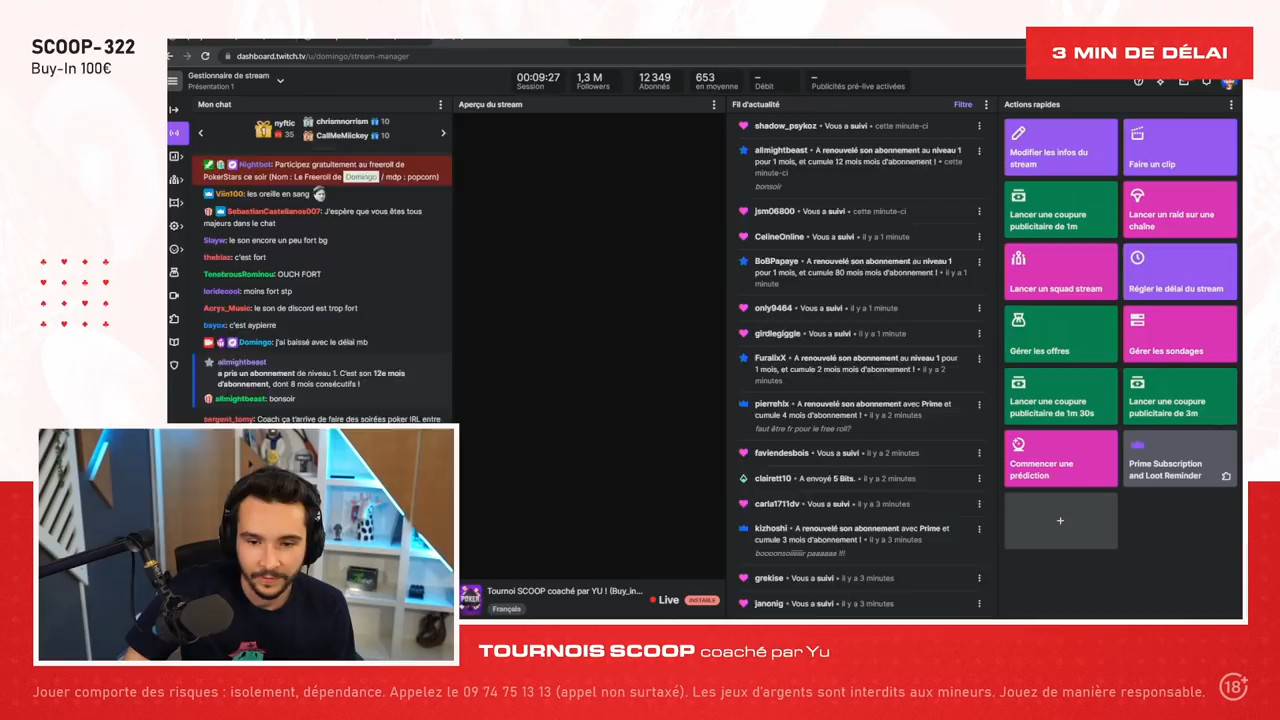 SCOOP-322
Buy-In 100€
3 MIN DE DÉLAI
dashboard.twitch.tv/u/domingo/stream-manager
Gestionnaire de stream
Présentation 1
00:09:27
Session
1,3 M
Followers
12 349
Abonnés
653
en moyenne
–
Débit
–
Publicités pré-live activées
Mon chat
nyftic
35
chrismnorrism 10
CallMeMiickey 10
Nightbot: Participez gratuitement au freeroll de
PokerStars ce soir (Nom : Le Freeroll de Domingo / mdp : popcorn)
Viin100: les oreille en sang
SebastianCastellanos007: J'espère que vous êtes tous
majeurs dans le chat
Slayw: le son encore un peu fort bg
theblaz: c'est fort
TenebrousRominou: OUCH FORT
loridecool: moins fort stp
Acryx_Music: le son de discord est trop fort
bayox: c'et aypierre
Domingo: j'ai baissé avec le délai mb
allmightbeast
a pris un abonnement de niveau 1. C'est son 12e mois
d'abonnement, dont 8 mois consécutifs !
allmightbeast: bonsoir
sergent_tomy: Coach ça t'arrive de faire des soirées poker IRL entre
Aperçu du stream
POKER
Tournoi SCOOP coaché par YU ! (Buy_in...
Français
Live
INSTABLE
Fil d'actualité
Filtre
shadow_psykoz • Vous a suivi • cette minute-ci
allmightbeast • A renouvelé son abonnement au niveau 1
pour 1 mois, et cumule 12 mois mois d'abonnement ! • cette
minute-ci
bonsoir
jsm06800 • Vous a suivi • cette minute-ci
CelineOnline • Vous a suivi • il y a 1 minute
BoBPapaye • A renouvelé son abonnement au niveau 1
pour 1 mois, et cumule 80 mois mois d'abonnement ! • il y a 1
minute
only9464 • Vous a suivi • il y a 1 minute
girdlegiggle • Vous a suivi • il y a 1 minute
FuralixX • A renouvelé son abonnement au niveau 1 pour
1 mois, et cumule 2 mois mois d'abonnement ! • il y a 2
minutes
pierrehlx • A renouvelé son abonnement avec Prime et
cumule 4 mois d'abonnement ! • il y a 2 minutes
faut être fr pour le free roll?
faviendesbois • Vous a suivi • il y a 2 minutes
clairett10 • A envoyé 5 Bits. • il y a 2 minutes
carla1711dv • Vous a suivi • il y a 3 minutes
kizhoshi • A renouvelé son abonnement avec Prime et
cumule 3 mois d'abonnement ! • il y a 3 minutes
grekise • Vous a suivi • il y a 3 minutes
janonig • Vous a suivi • il y a 3 minutes
Actions rapides
Modifier les infos du
stream
Faire un clip
Lancer une coupure
publicitaire de 1m
Lancer un raid sur une
chaîne
Lancer un squad stream
Régler le délai du stream
Gérer les offres
Gérer les sondages
Lancer une coupure
publicitaire de 1m 30s
Lancer une coupure
publicitaire de 3m
Commencer une
prédiction
Prime Subscription
and Loot Reminder
+
TOURNOIS SCOOP coaché par Yu
Jouer comporte des risques : isolement, dépendance. Appelez le 09 74 75 13 13 (appel non surtaxé). Les jeux d'argents sont interdits aux mineurs. Jouez de manière responsable.
18+